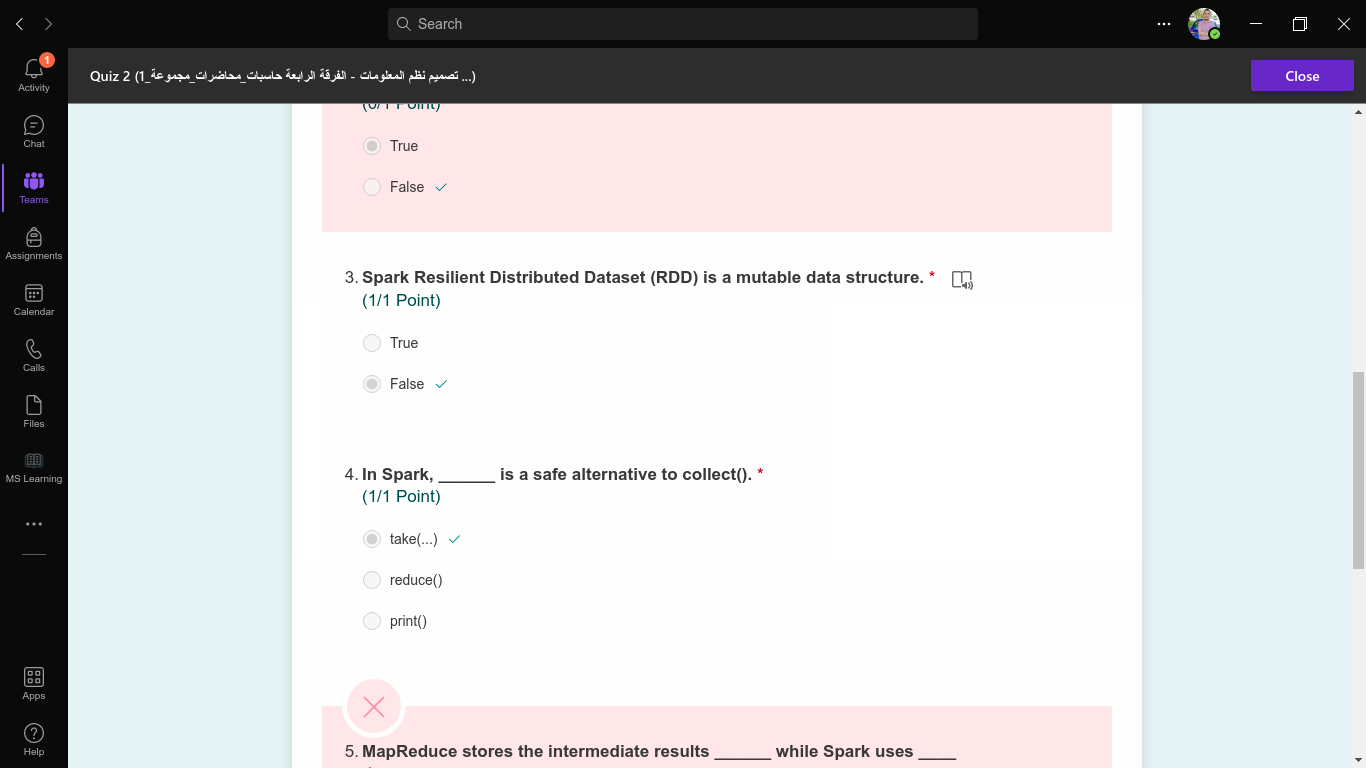 Search
1
Activity
Quiz 2 (تصميم نظم المعلومات - الفرقة الرابعة حاسبات_محاضرات_مجموعة_1 ...)
Close
(0/1 Point)
Chat
True
Teams
False
Assignments
3. Spark Resilient Distributed Dataset (RDD) is a mutable data structure. *
(1/1 Point)
Calendar
True
Calls
False
Files
4. In Spark, ______ is a safe alternative to collect(). *
MS Learning
(1/1 Point)
take(...)
reduce()
print()
Apps
5. MapReduce stores the intermediate results ______ while Spark uses ____
Help